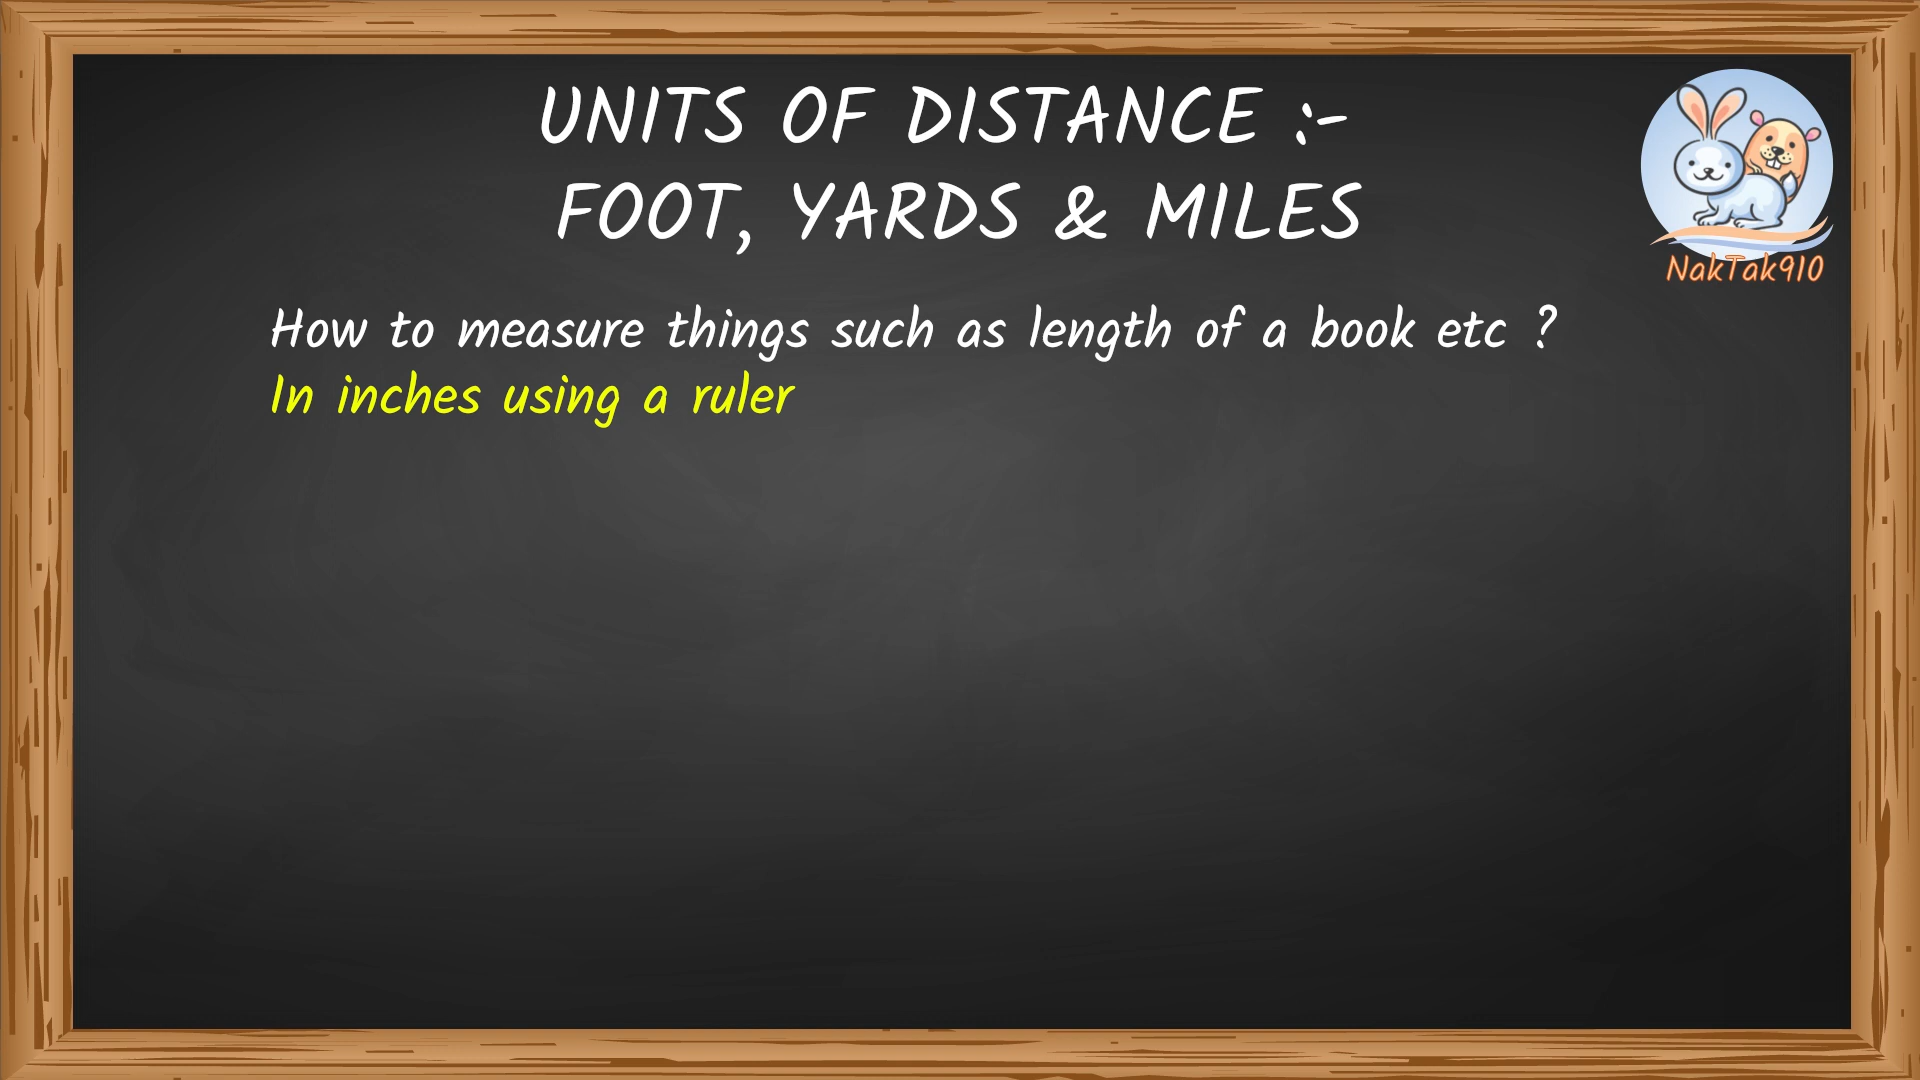 UNITS OF DISTANCE :-
FOOT, YARDS & MILES
NakTak910
How to measure things such as length of a book etc ?
In inches using a ruler